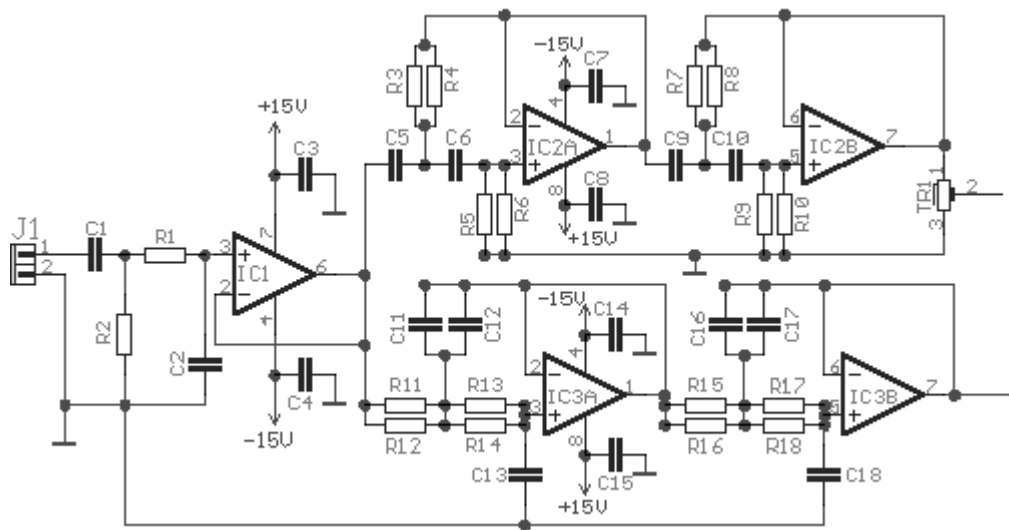 J1
1
2
C1
R1
R2
C2
3
2
IC1
6
7
4
+15V
C3
C4
-15V
R3
R4
C5
C6
R5
R6
2
3
IC2A
1
4
8
-15V
C7
C8
+15V
R7
R8
C9
C10
R9
R10
6
5
IC2B
7
TR1
1
2
3
C11
C12
R11
R13
R12
R14
C13
2
3
IC3A
1
4
8
-15V
C14
C15
+15V
C16
C17
R15
R17
R16
R18
C18
6
5
IC3B
7